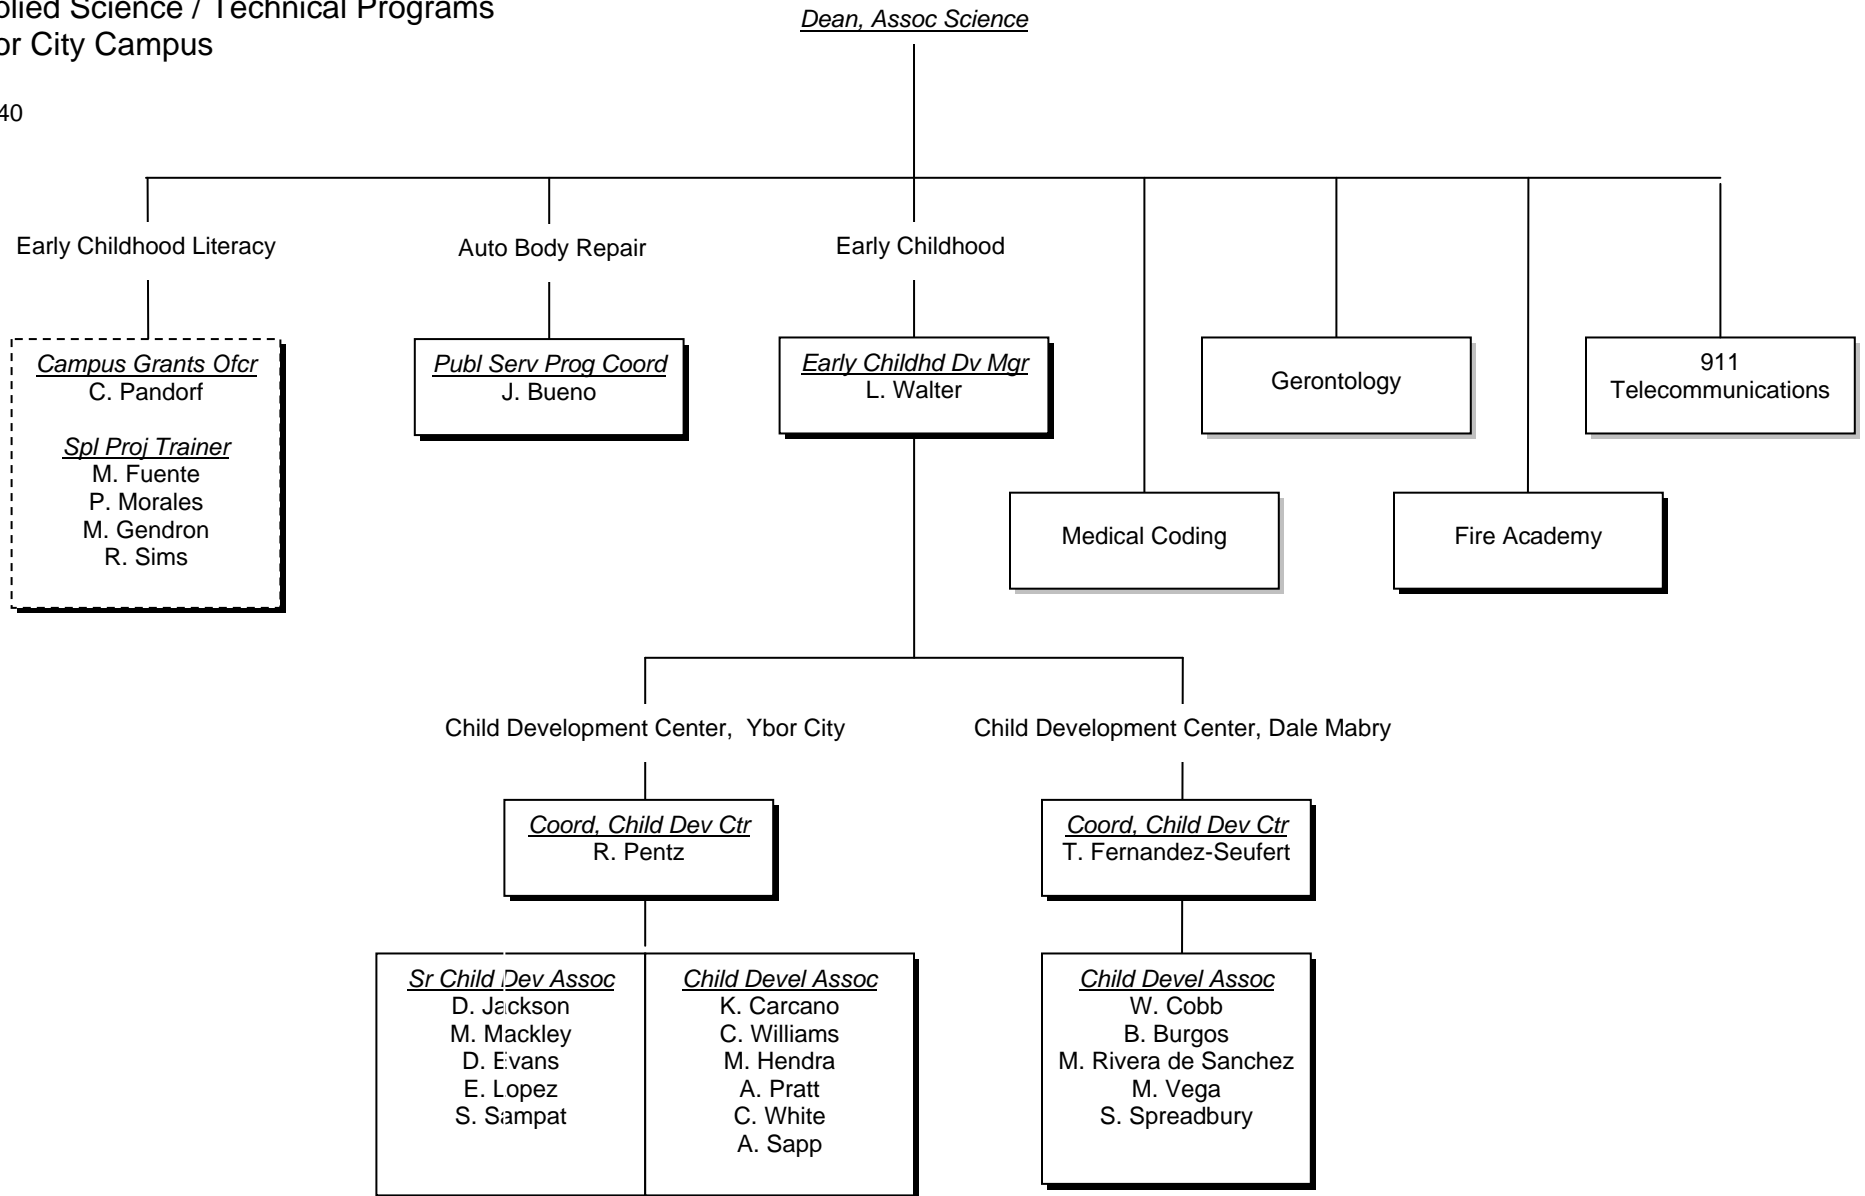 Science / Technical Programs
City Campus
40
Dean, Assoc Science
Early Childhood Literacy
Auto Body Repair
Early Childhood
Campus Grants Ofcr
C. Pandorf
Spl Proj Trainer
M. Fuente
P. Morales
M. Gendron
R. Sims
Publ Serv Prog Coord
J. Bueno
Early Childhd Dv Mgr
L. Walter
Gerontology
911
Telecommunications
Medical Coding
Fire Academy
Child Development Center,  Ybor City
Child Development Center, Dale Mabry
Coord, Child Dev Ctr
R. Pentz
Coord, Child Dev Ctr
T. Fernandez-Seufert
Sr Child Dev Assoc
D. Jackson
M. Mackley
D. Evans
E. Lopez
S. Sampat
Child Devel Assoc
K. Carcano
C. Williams
M. Hendra
A. Pratt
C. White
A. Sapp
Child Devel Assoc
W. Cobb
B. Burgos
M. Rivera de Sanchez
M. Vega
S. Spreadbury